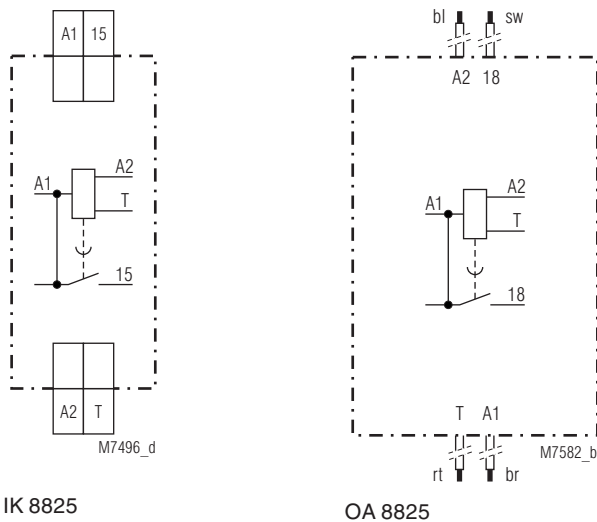 A1 15
A1
A2
T
15
A2 T
M7496_d
IK 8825
bl sw
A2 18
A1
A2
T
18
T A1
M7582_b
rt br
OA 8825